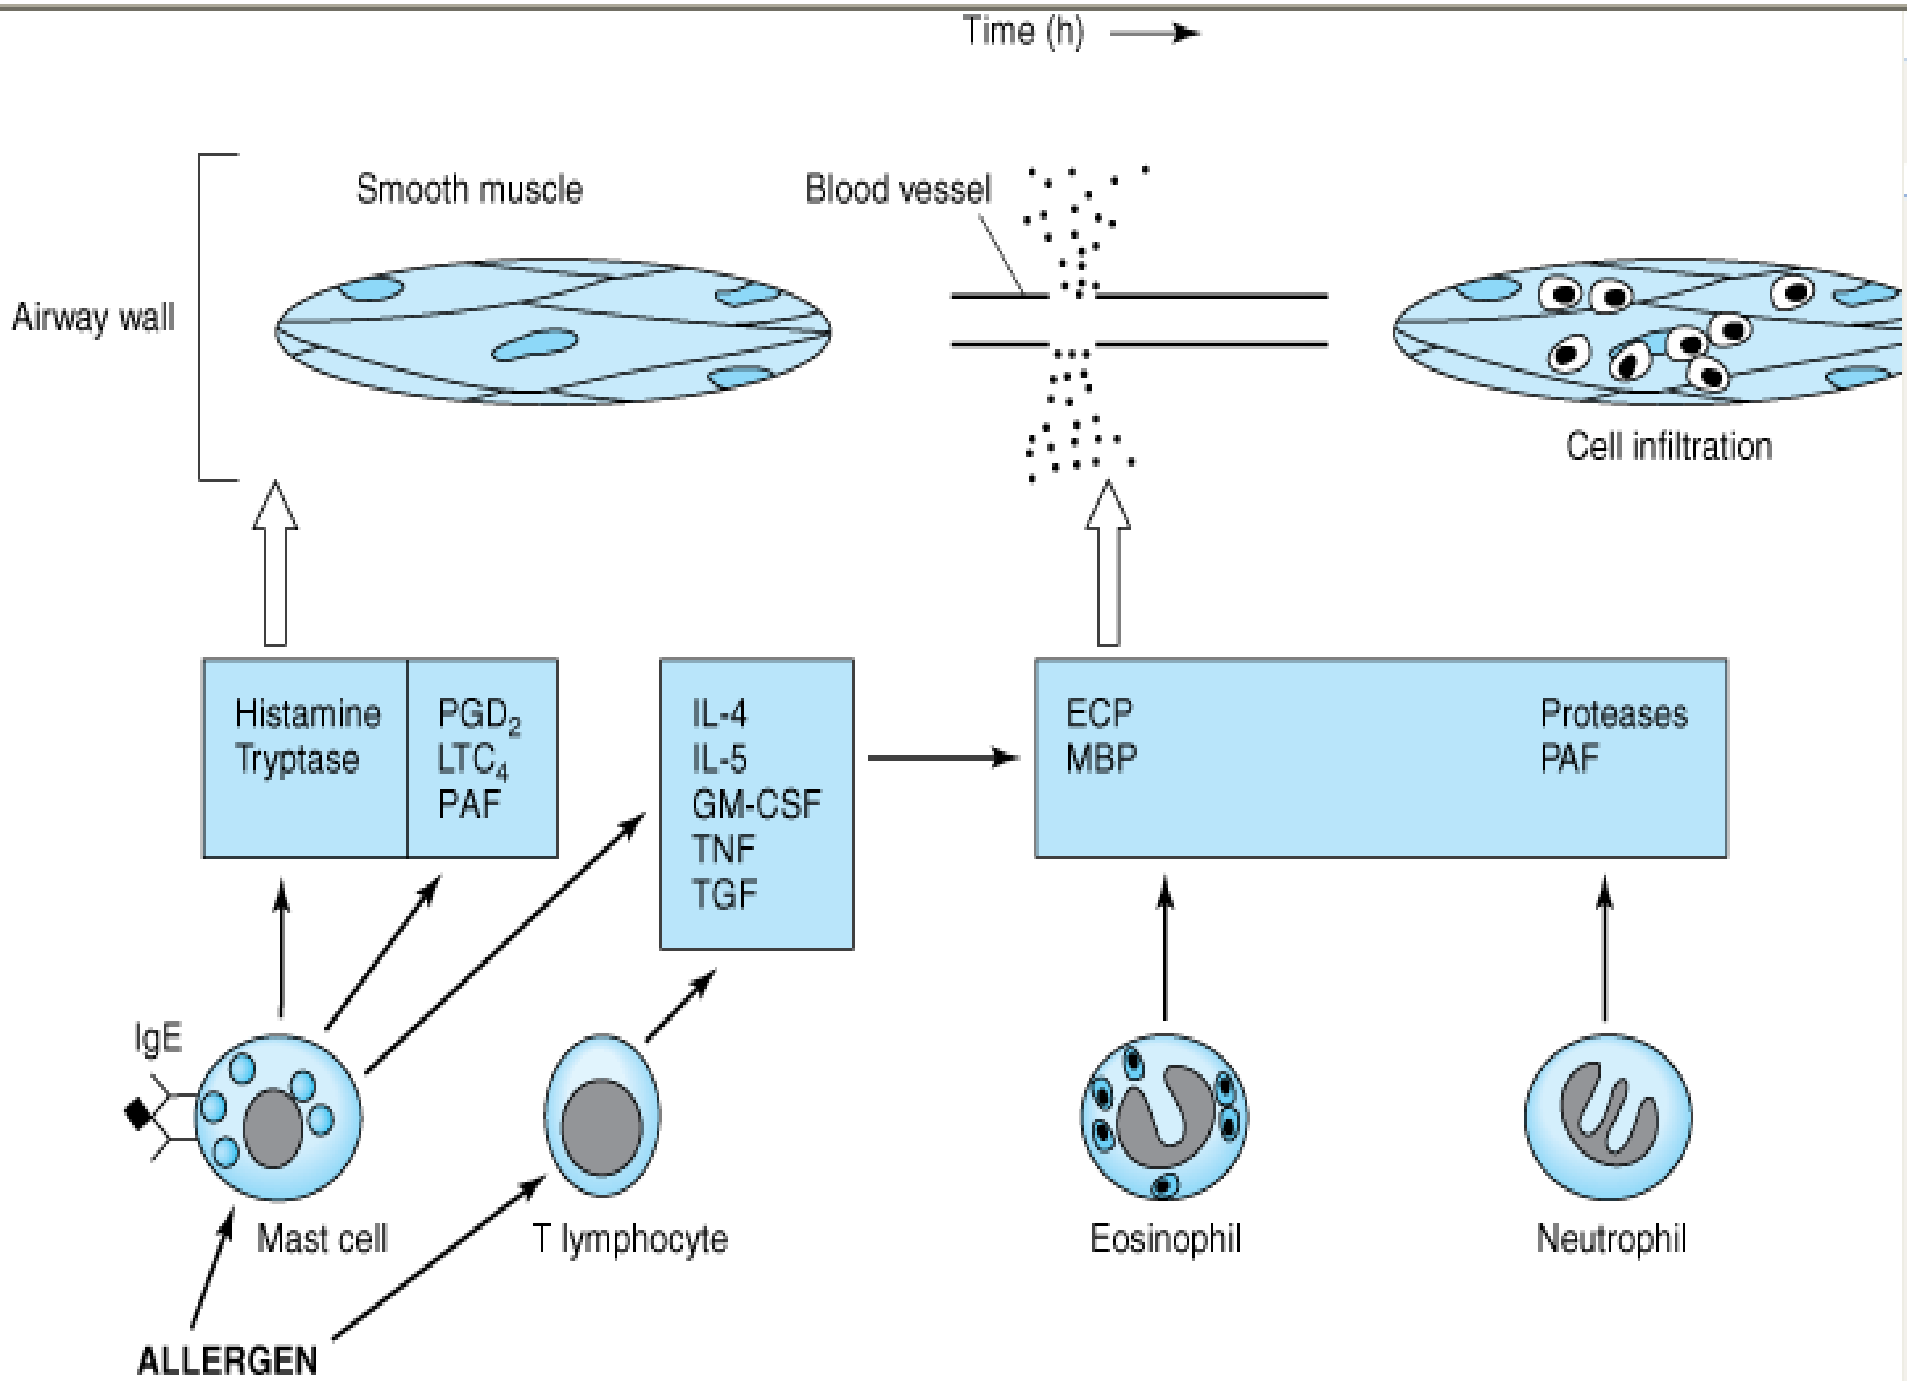 Time (h)
Smooth muscle
Blood vessel
Airway wall
Cell infiltration
Histamine
Tryptase
PGD2
LTC4
PAF
IL-4
IL-5
GM-CSF
TNF
TGF
ECP
MBP
Proteases
PAF
IgE
Mast cell
T lymphocyte
Eosinophil
Neutrophil
ALLERGEN